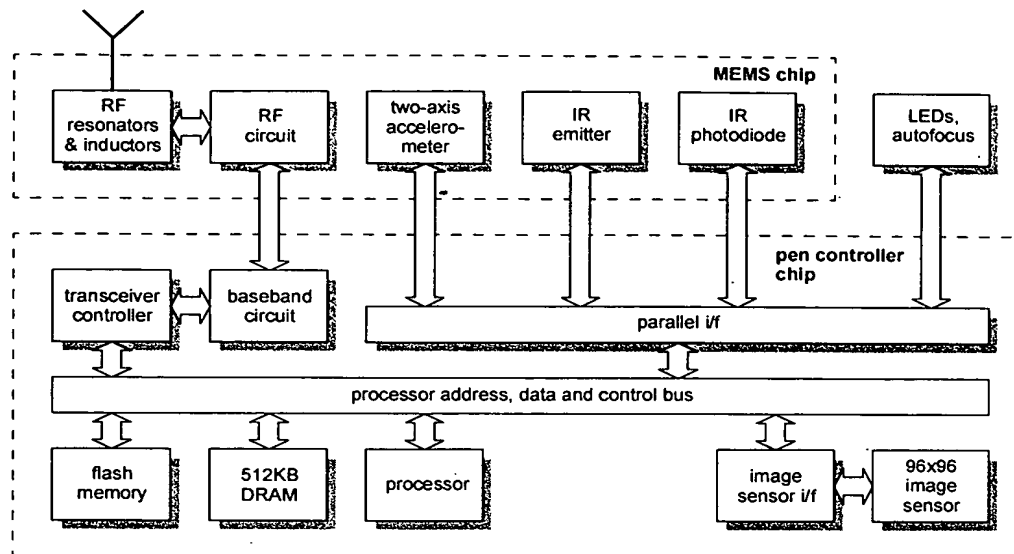 MEMS chip
RF
resonators
& inductors
RF
circuit
two-axis
accelero-
meter
IR
emitter
IR
photodiode
LEDs,
autofocus
pen controller
chip
transceiver
controller
baseband
circuit
parallel i/f
processor address, data and control bus
flash
memory
512KB
DRAM
processor
image
sensor i/f
96x96
image
sensor